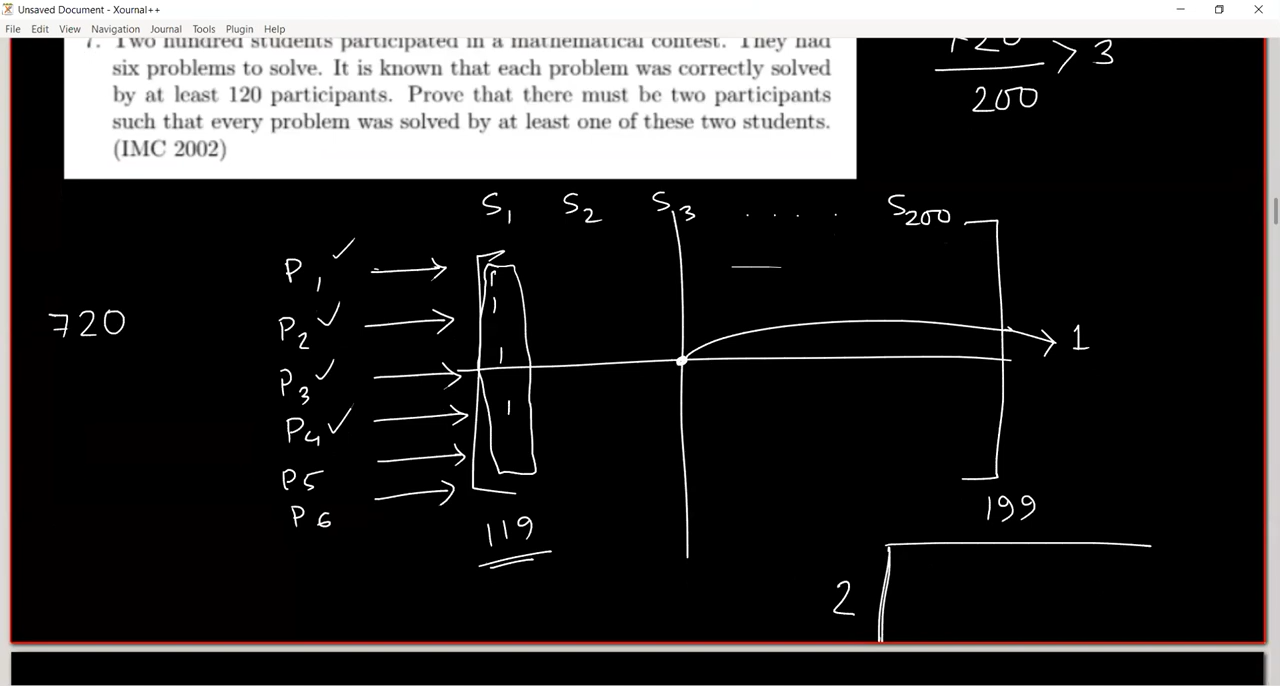 Unsaved Document - Xournal++
File Edit View Navigation Journal Tools Plugin Help
7. Two hundred students participated in a mathematical contest. They had
six problems to solve. It is known that each problem was correctly solved
by at least 120 participants. Prove that there must be two participants
such that every problem was solved by at least one of these two students.
(IMC 2002)
720
200
> 3
S1 S2 S3 .... S200
P1 ✓
P2 ✓
720
1
P3 ✓
P4 ✓
P5
P6
119
199
2